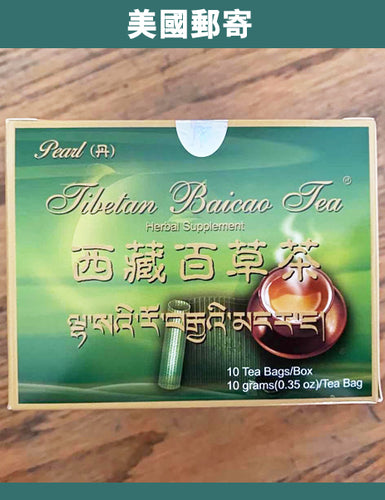 美國郵寄
Pearl (丹)
Tibetan Baicao Tea®
Herbal Supplement
西藏百草茶
10 Tea Bags/Box
10 grams(0.35 oz)/Tea Bag